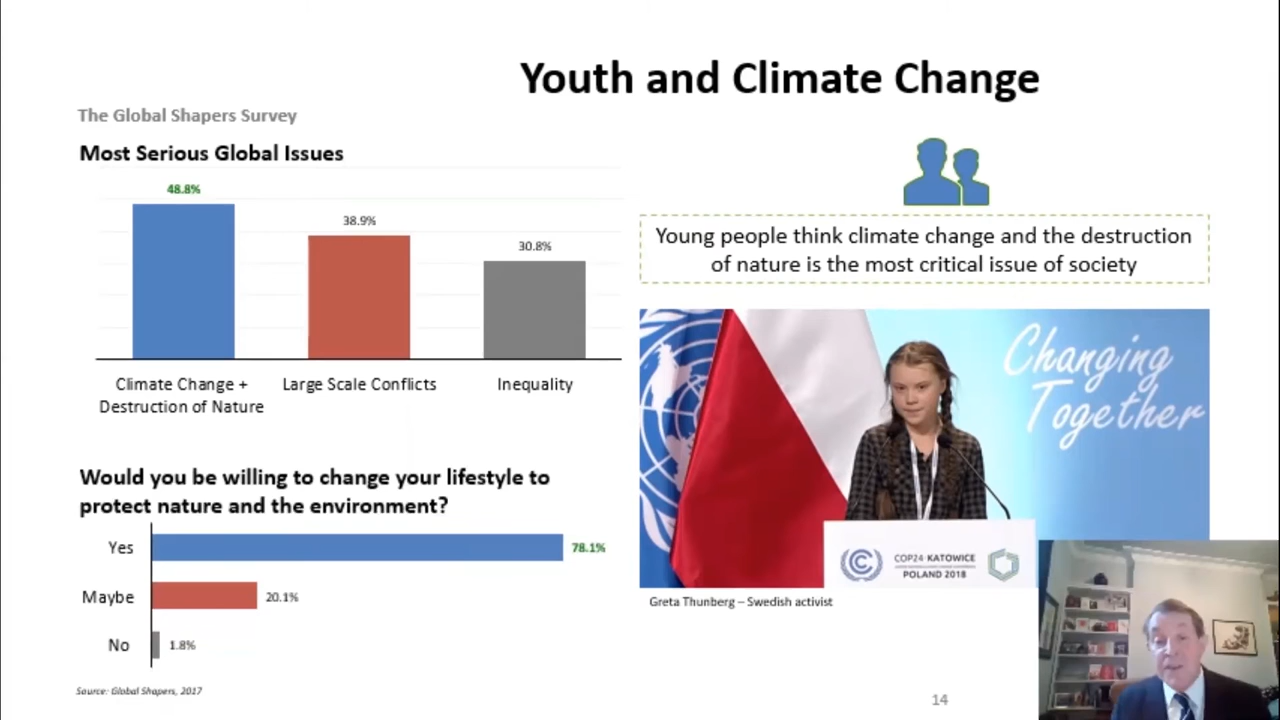 Youth and Climate Change
The Global Shapers Survey
Most Serious Global Issues
48.8%
38.9%
30.8%
Climate Change +
Destruction of Nature
Large Scale Conflicts
Inequality
Would you be willing to change your lifestyle to
protect nature and the environment?
Yes
78.1%
Maybe
20.1%
No
1.8%
Source: Global Shapers, 2017
Young people think climate change and the destruction
of nature is the most critical issue of society
Changing
Together
COP24 KATOWICE
POLAND 2018
Greta Thunberg – Swedish activist
14